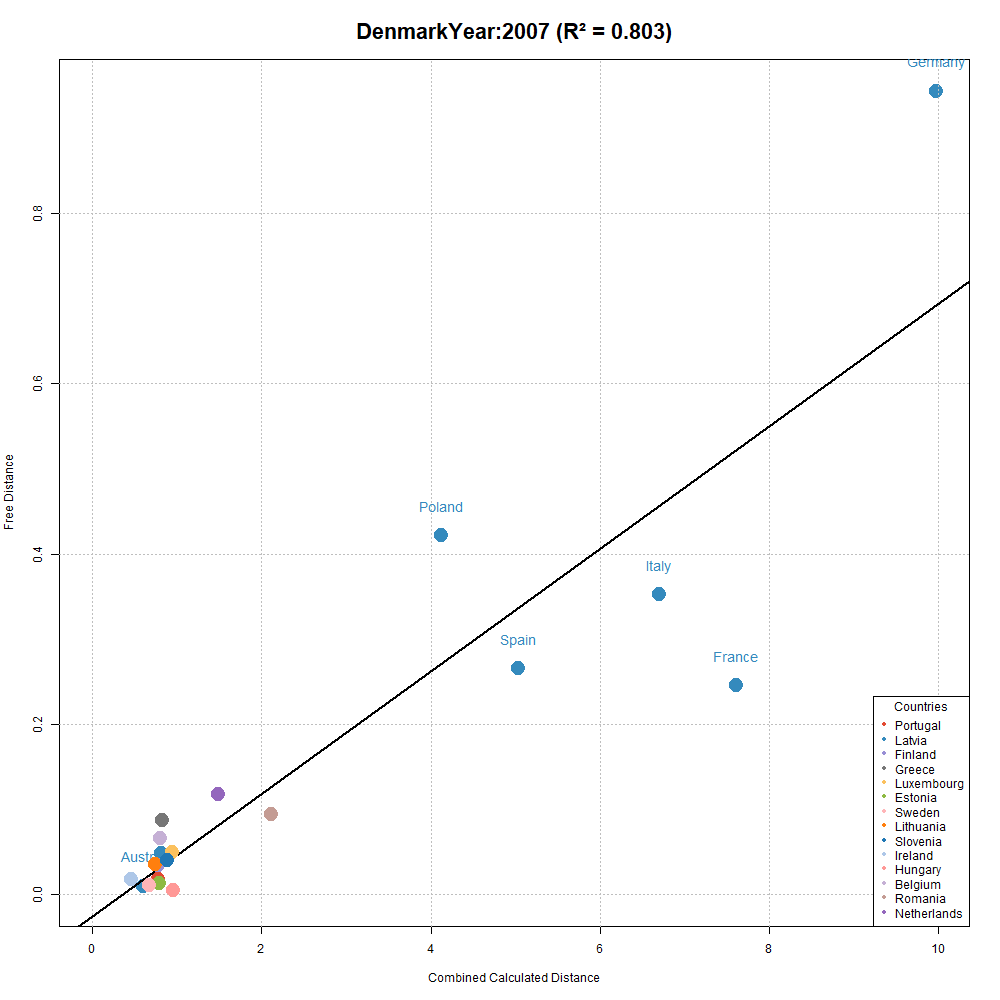 DenmarkYear:2007 (R² = 0.803)
Germany
0.8
0.6
Free Distance
Poland
0.4
Italy
Spain
France
0.2
Countries
Portugal
Latvia
Finland
Greece
Luxembourg
Estonia
Sweden
Lithuania
Slovenia
Ireland
Hungary
Belgium
Romania
Netherlands
Austr
0.0
0 2 4 6 8 10
Combined Calculated Distance